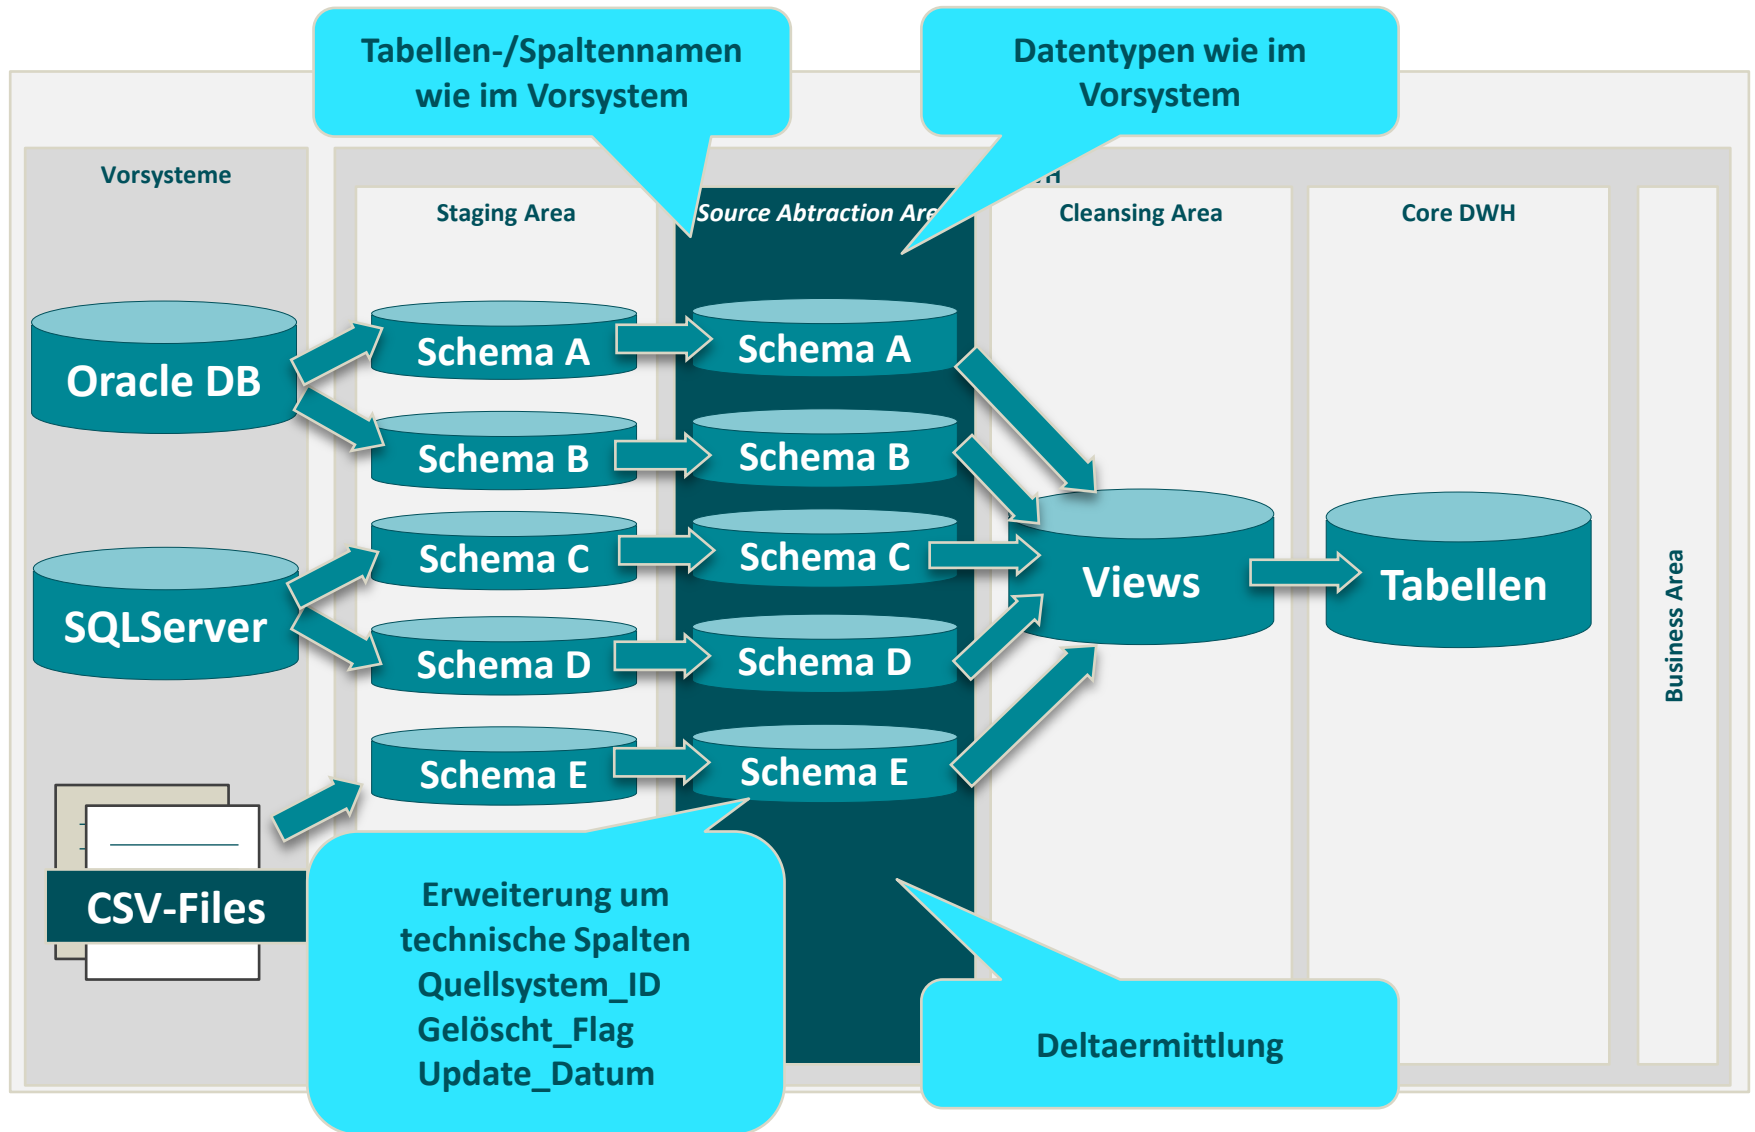 Tabellen-/Spaltennamen
wie im Vorsystem
Datentypen wie im
Vorsystem
Vorsysteme
Staging Area
Source Abtraction
Cleansing Area
Core DWH
Business Area
Oracle DB
SQLServer
CSV-Files
Schema A
Schema B
Schema C
Schema D
Schema E
Schema A
Schema B
Schema C
Schema D
Schema E
Views
Tabellen
Erweiterung um
technische Spalten
Quellsystem_ID
Gelöscht_Flag
Update_Datum
Deltaermittlung